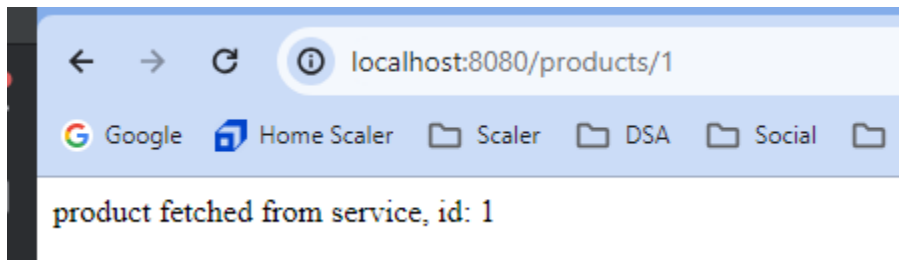 localhost:8080/products/1
Google Home Scaler Scaler DSA Social
product fetched from service, id: 1